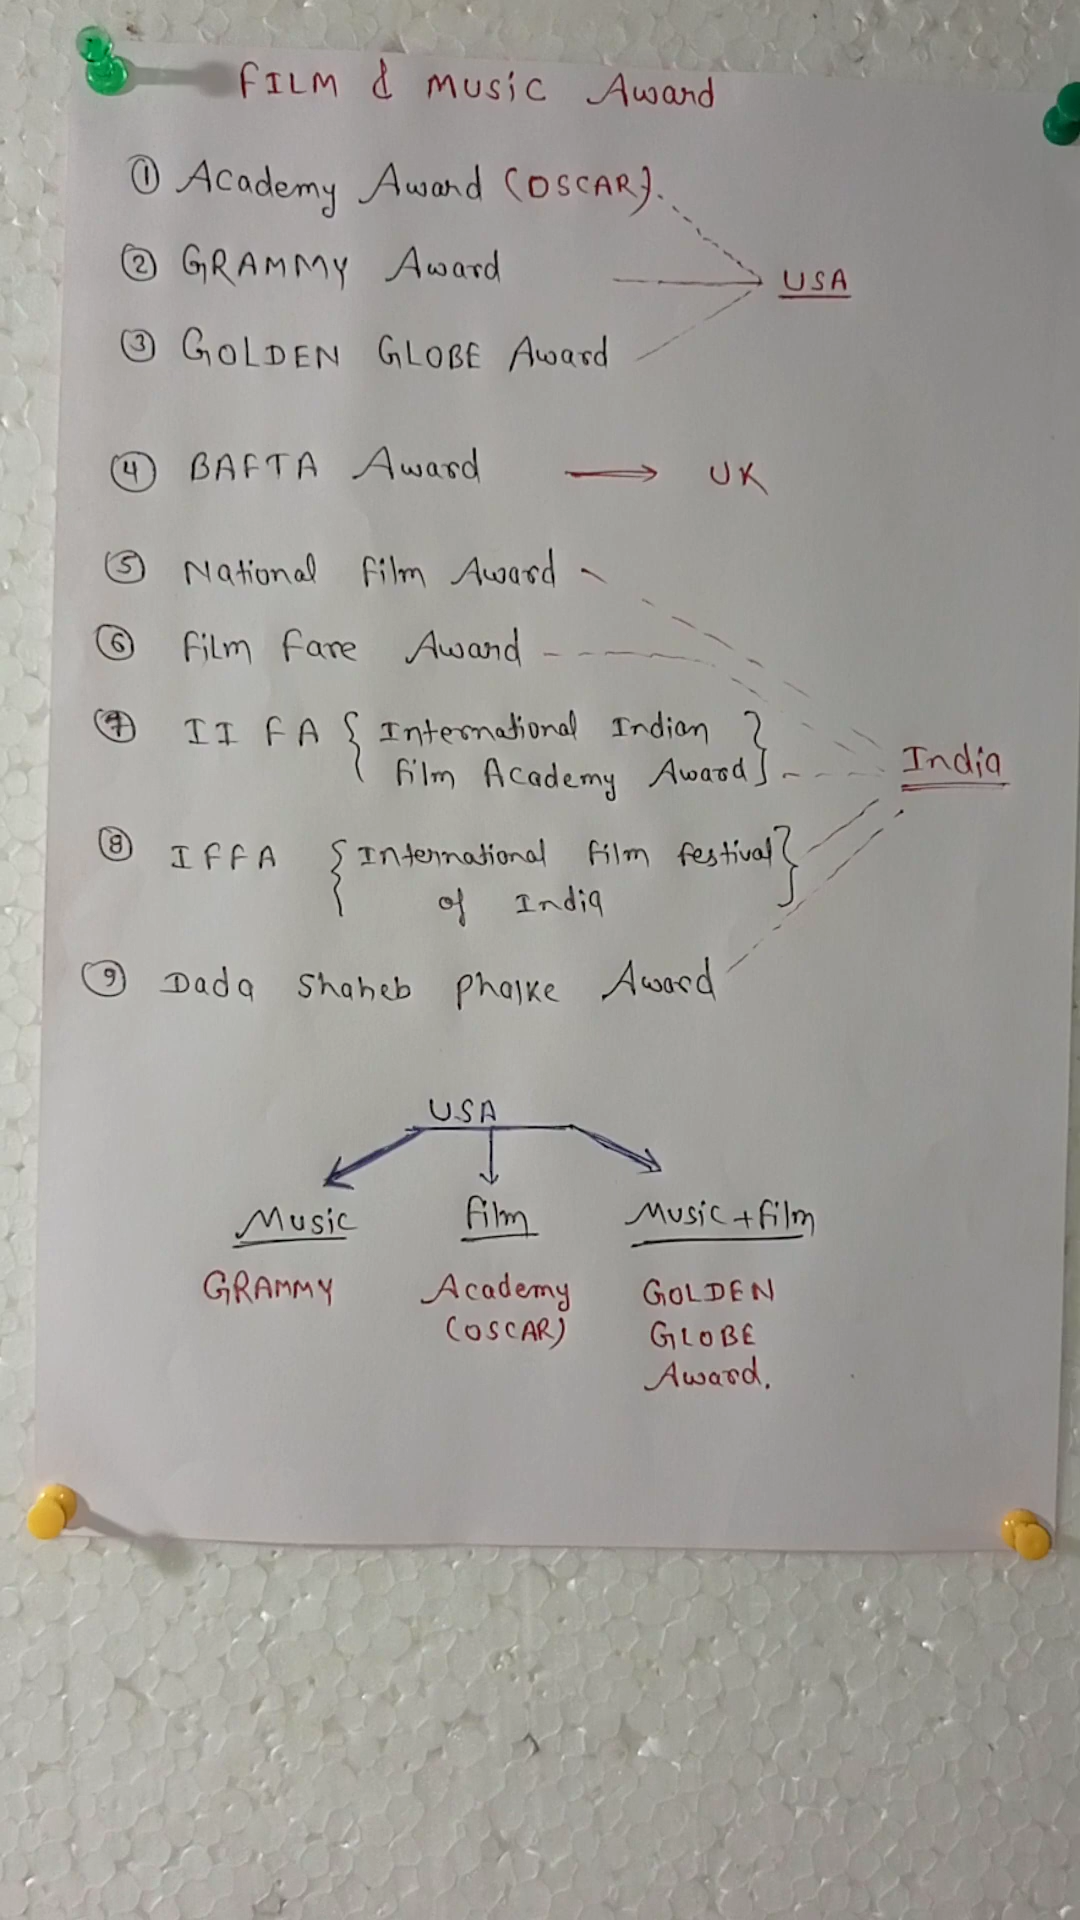 FILM & MUSIC Award
① Academy Award (OSCAR).
② GRAMMY Award
USA
③ GOLDEN GLOBE Award
④ BAFTA Award → UK
⑤ National Film Award
⑥ Film Fare Award
⑦ IIFA { International Indian
Film Academy Award }
India
⑧ IFFA { International Film Festival
of India }
⑨ Dada Shaheb Phalke Award
USA
Music Film Music + Film
GRAMMY Academy GOLDEN
(OSCAR) GLOBE
Award.